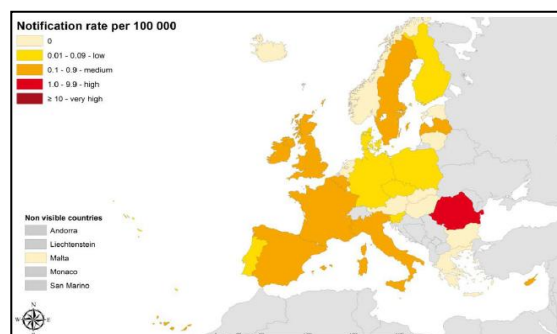 Notification rate per 100 000
0
0.01 - 0.09 - low
0.1 - 0.9 - medium
1.0 - 9.9 - high
≥ 10 - very high
Non visible countries
Andorra
Liechtenstein
Malta
Monaco
San Marino
N
W E
S